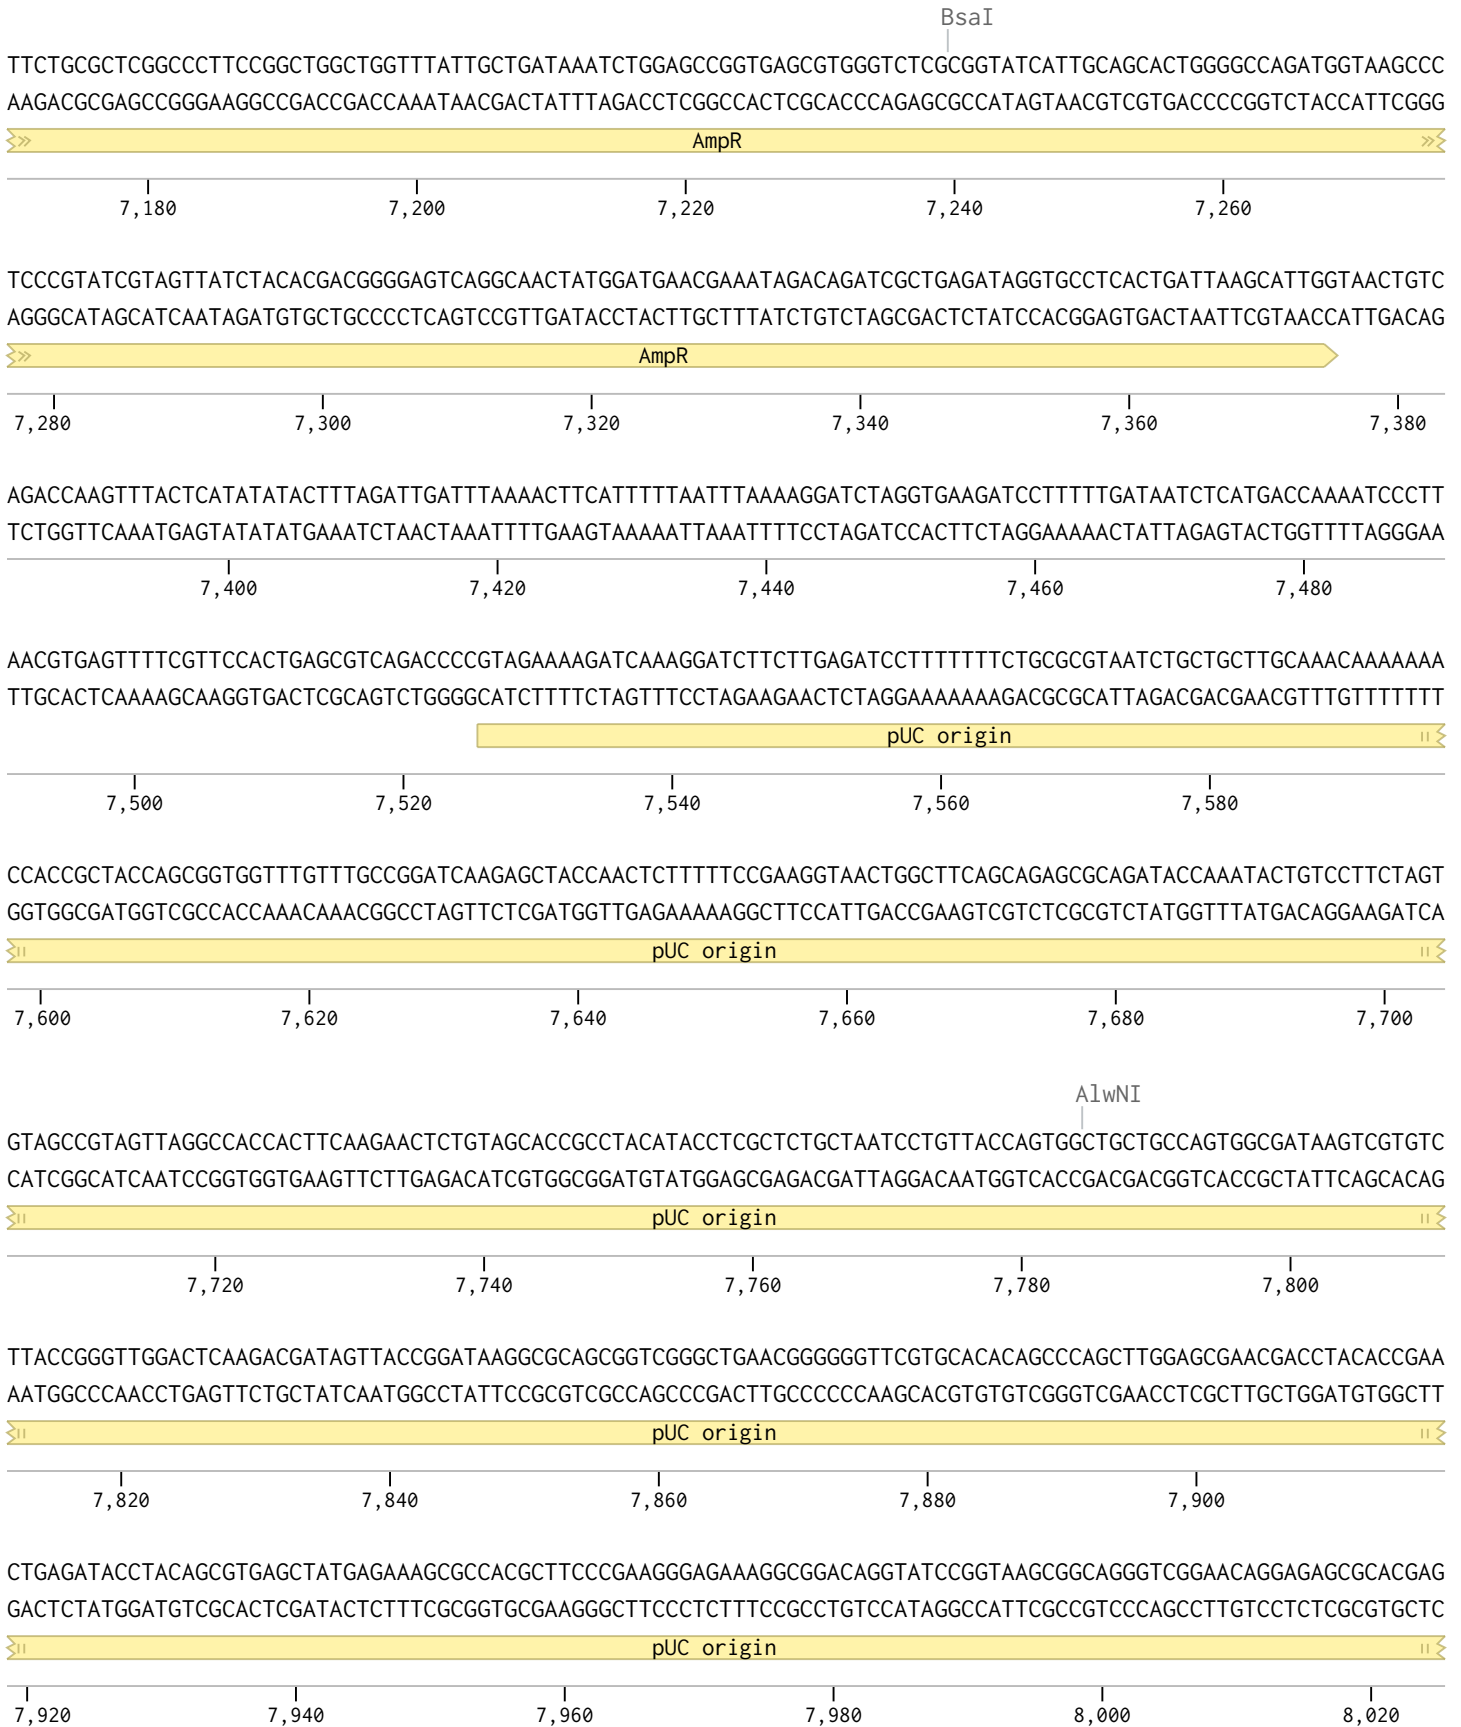 BsaI
TTCTGCGCTCGGCCCTTCCGGCTGGCTGGTTTATTGCTGATAAATCTGGAGCCGGTGAGCGTGGGTCTCGCGGTATCATTGCAGCACTGGGGCCAGATGGTAAGCCC
AAGACGCGAGCCGGGAAGGCCGACCGACCAAATAACGACTATTTAGACCTCGGCCACTCGCACCCAGAGCGCCATAGTAACGTCGTGACCCCGGTCTACCATTCGGG
AmpR
7,180 7,200 7,220 7,240 7,260
TCCCGTATCGTAGTTATCTACACGACGGGGAGTCAGGCAACTATGGATGAACGAAATAGACAGATCGCTGAGATAGGTGCCTCACTGATTAAGCATTGGTAACTGTC
AGGGCATAGCATCAATAGATGTGCTGCCCCTCAGTCCGTTGATACCTACTTGCTTTATCTGTCTAGCGACTCTATCCACGGAGTGACTAATTCGTAACCATTGACAG
AmpR
7,280 7,300 7,320 7,340 7,360 7,380
AGACCAAGTTTACTCATATATACTTTAGATTGATTTAAAACTTCATTTTTAATTTAAAAGGATCTAGGTGAAGATCCTTTTTGATAATCTCATGACCAAAATCCCTT
TCTGGTTCAAATGAGTATATATGAAATCTAACTAAATTTTGAAGTAAAAATTAAATTTTCCTAGATCCACTTCTAGGAAAAACTATTAGAGTACTGGTTTTAGGGAA
7,400 7,420 7,440 7,460 7,480
AACGTGAGTTTTCGTTCCACTGAGCGTCAGACCCCGTAGAAAAGATCAAAGGATCTTCTTGAGATCCTTTTTTTCTGCGCGTAATCTGCTGCTTGCAAACAAAAAAA
TTGCACTCAAAAGCAAGGTGACTCGCAGTCTGGGGCATCTTTTCTAGTTTCCTAGAAGAACTCTAGGAAAAAAAGACGCGCATTAGACGACGAACGTTTGTTTTTTT
pUC origin
7,500 7,520 7,540 7,560 7,580
CCACCGCTACCAGCGGTGGTTTGTTTGCCGGATCAAGAGCTACCAACTCTTTTTCCGAAGGTAACTGGCTTCAGCAGAGCGCAGATACCAAATACTGTCCTTCTAGT
GGTGGCGATGGTCGCCACCAAACAAACGGCCTAGTTCTCGATGGTTGAGAAAAAGGCTTCCATTGACCGAAGTCGTCTCGCGTCTATGGTTTATGACAGGAAGATCA
pUC origin
7,600 7,620 7,640 7,660 7,680 7,700
AlwNI
GTAGCCGTAGTTAGGCCACCACTTCAAGAACTCTGTAGCACCGCCTACATACCTCGCTCTGCTAATCCTGTTACCAGTGGCTGCTGCCAGTGGCGATAAGTCGTGTC
CATCGGCATCAATCCGGTGGTGAAGTTCTTGAGACATCGTGGCGGATGTATGGAGCGAGACGATTAGGACAATGGTCACCGACGACGGTCACCGCTATTCAGCACAG
pUC origin
7,720 7,740 7,760 7,780 7,800
TTACCGGGTTGGACTCAAGACGATAGTTACCGGATAAGGCGCAGCGGTCGGGCTGAACGGGGGGTTCGTGCACACAGCCCAGCTTGGAGCGAACGACCTACACCGAA
AATGGCCCAACCTGAGTTCTGCTATCAATGGCCTATTCCGCGTCGCCAGCCCGACTTGCCCCCCAAGCACGTGTGTCGGGTCGAACCTCGCTTGCTGGATGTGGCTT
pUC origin
7,820 7,840 7,860 7,880 7,900
CTGAGATACCTACAGCGTGAGCTATGAGAAAGCGCCACGCTTCCCGAAGGGAGAAAGGCGGACAGGTATCCGGTAAGCGGCAGGGTCGGAACAGGAGAGCGCACGAG
GACTCTATGGATGTCGCACTCGATACTCTTTCGCGGTGCGAAGGGCTTCCCTCTTTCCGCCTGTCCATAGGCCATTCGCCGTCCCAGCCTTGTCCTCTCGCGTGCTC
pUC origin
7,920 7,940 7,960 7,980 8,000 8,020